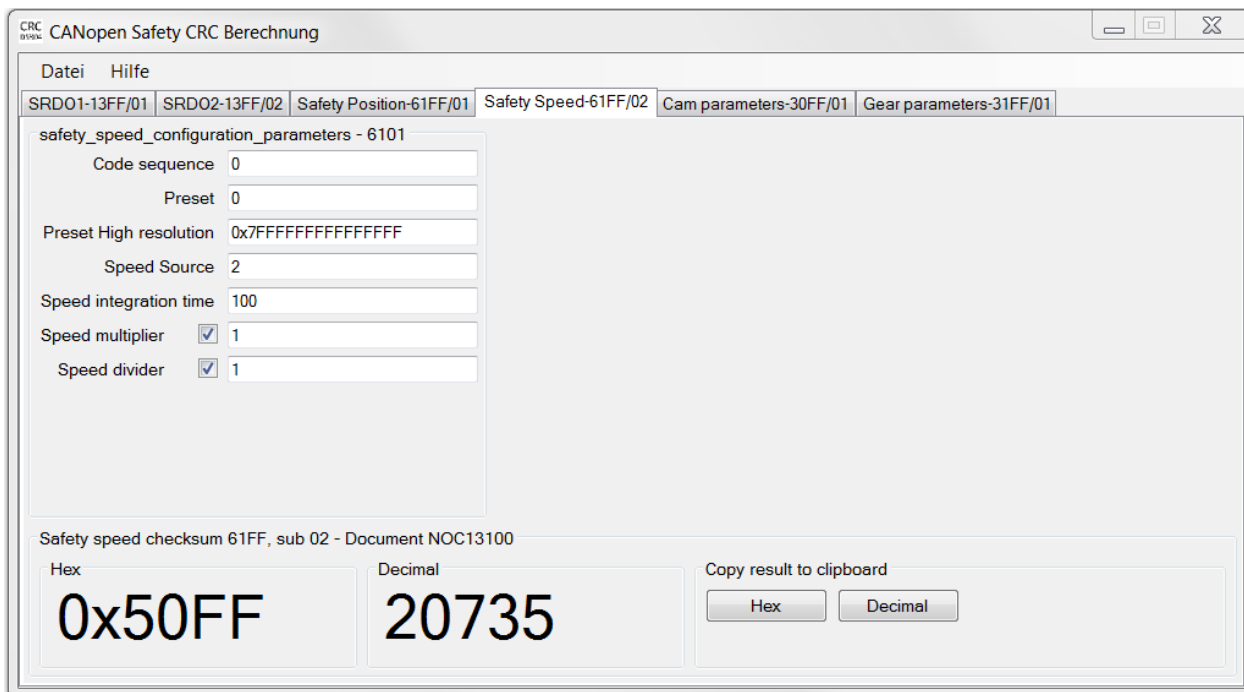 CRC CANopen Safety CRC Berechnung
Datei Hilfe
SRDO1-13FF/01 SRDO2-13FF/02 Safety Position-61FF/01 Safety Speed-61FF/02 Cam parameters-30FF/01 Gear parameters-31FF/01
safety_speed_configuration_parameters - 6101
Code sequence 0
Preset 0
Preset High resolution 0x7FFFFFFFFFFFFFFF
Speed Source 2
Speed integration time 100
Speed multiplier 1
Speed divider 1
Safety speed checksum 61FF, sub 02 - Document NOC13100
Hex Decimal Copy result to clipboard
0x50FF 20735 Hex Decimal